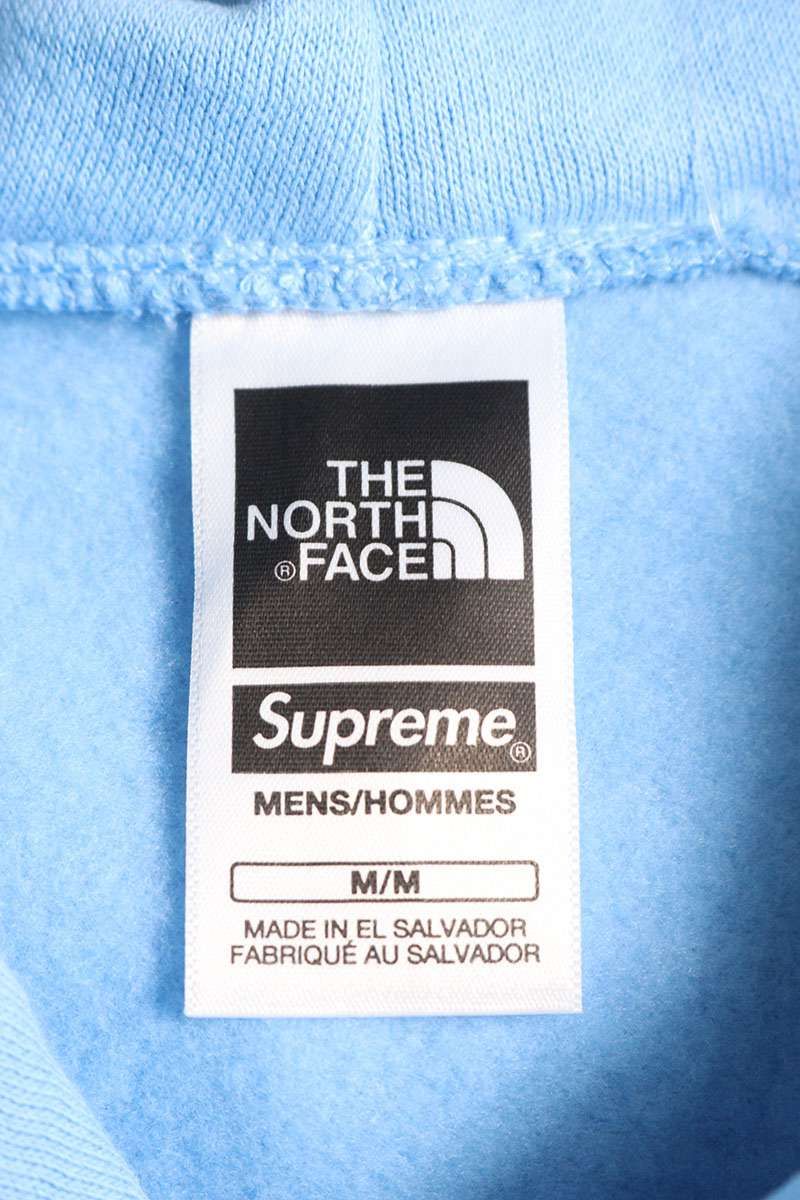 THE
NORTH
®FACE
Supreme®
MENS/HOMMES
M/M
MADE IN EL SALVADOR
FABRIQUÉ AU SALVADOR